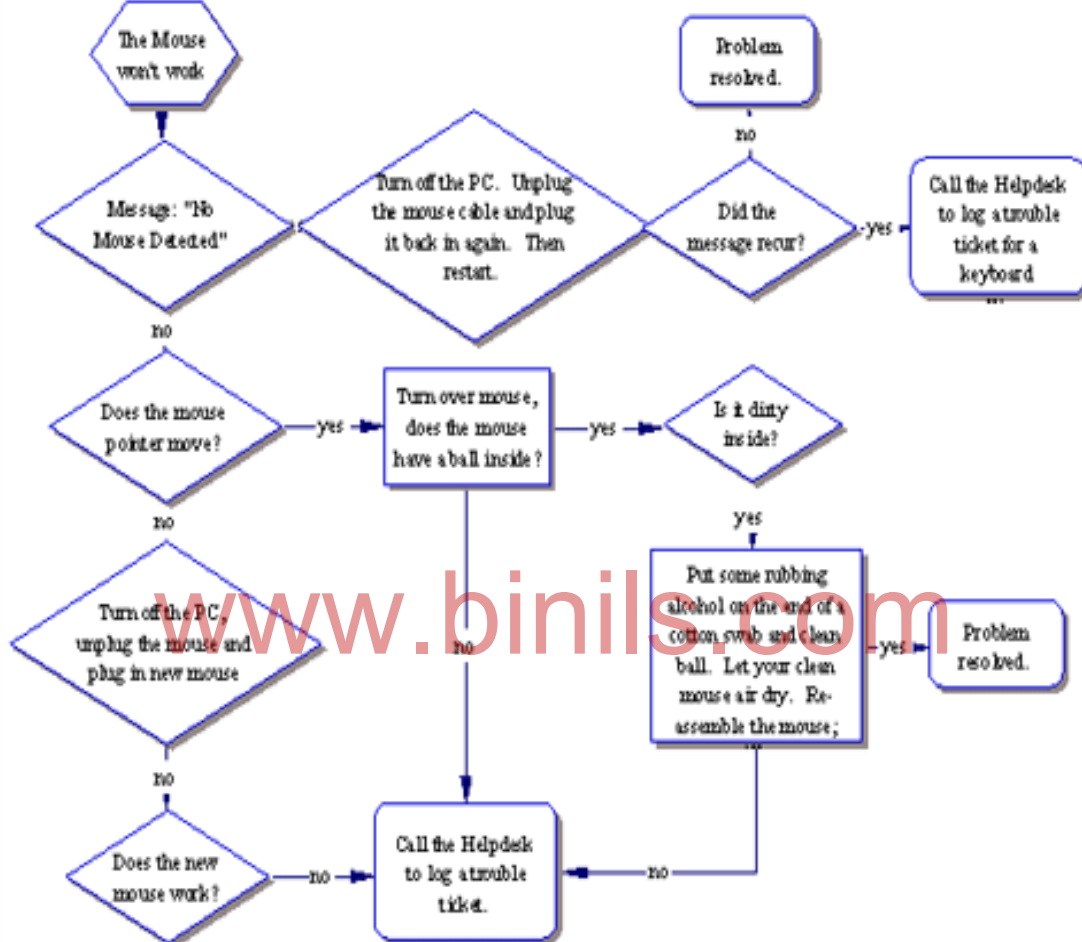 The Mouse
won't work
Problem
resolved.
no
Message: "No
Mouse Detected"
Turn off the PC. Unplug
the mouse cable and plug
it back in again. Then
restart.
Did the
message recur?
yes
Call the Helpdesk
to log a trouble
ticket for a
keyboard
no
Does the mouse
pointer move?
yes
Turn over mouse,
does the mouse
have a ball inside?
yes
Is it dirty
inside?
no
yes
Turn off the PC,
unplug the mouse and
plug in new mouse
no
Put some rubbing
alcohol on the end of a
cotton swab and clean
ball. Let your clean
mouse air dry. Re-
assemble the mouse;
yes
Problem
resolved.
www.binils.com
no
Does the new
mouse work?
no
Call the Helpdesk
to log a trouble
ticket.
no